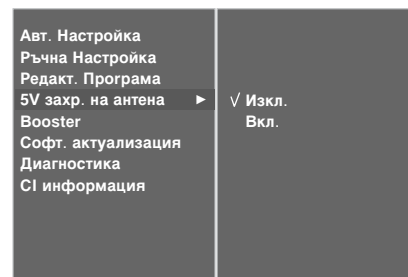 Авт. Настройка
Ръчна Настройка
Редакт. Програма
5V захр. на антена ►
√ Изкл.
Booster
Вкл.
Софт. актуализация
Диагностика
CI информация